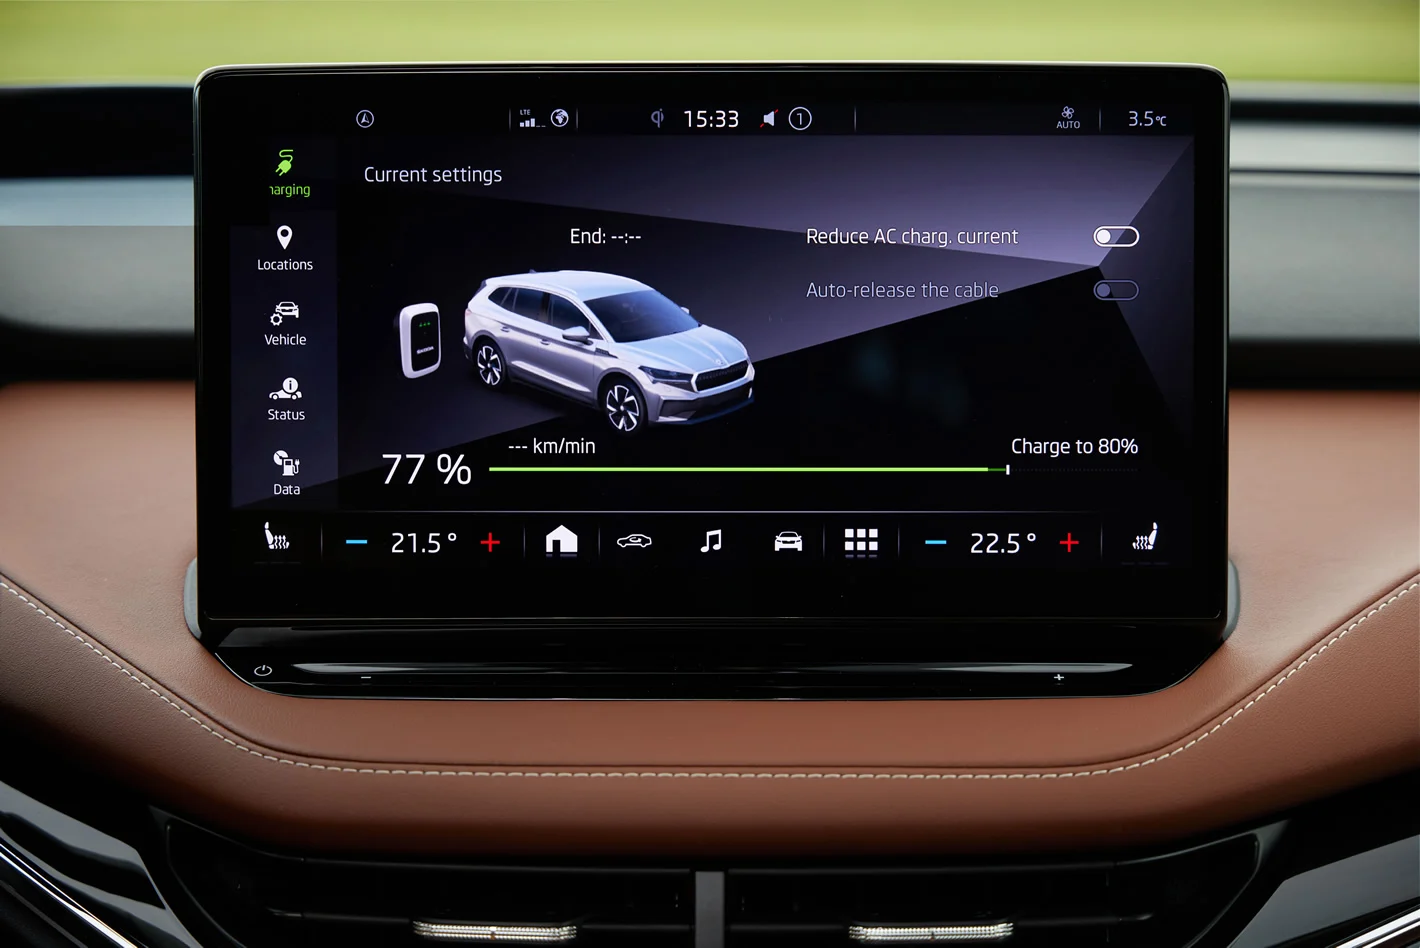 LTE
15:33
1
AUTO
3.5°C
harging
Current settings
Locations
End: --:--
Reduce AC charg. current
Auto-release the cable
Vehicle
Status
--- km/min
Charge to 80%
77 %
Data
− 21.5° +
− 22.5° +
− +